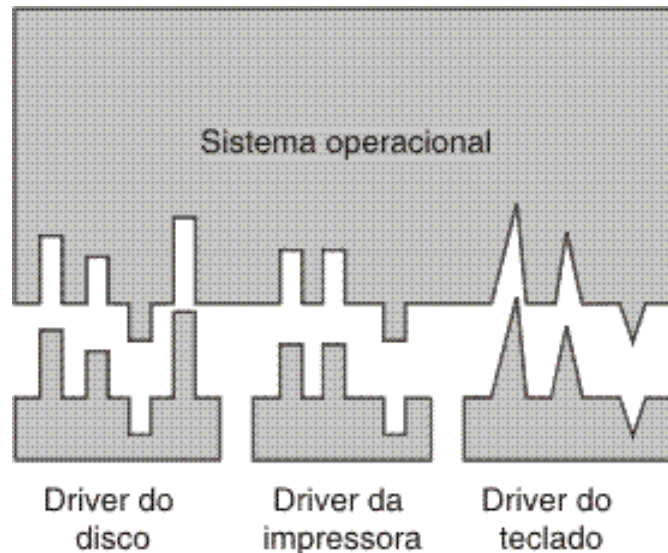 Sistema operacional
Driver do
disco
Driver da
impressora
Driver do
teclado